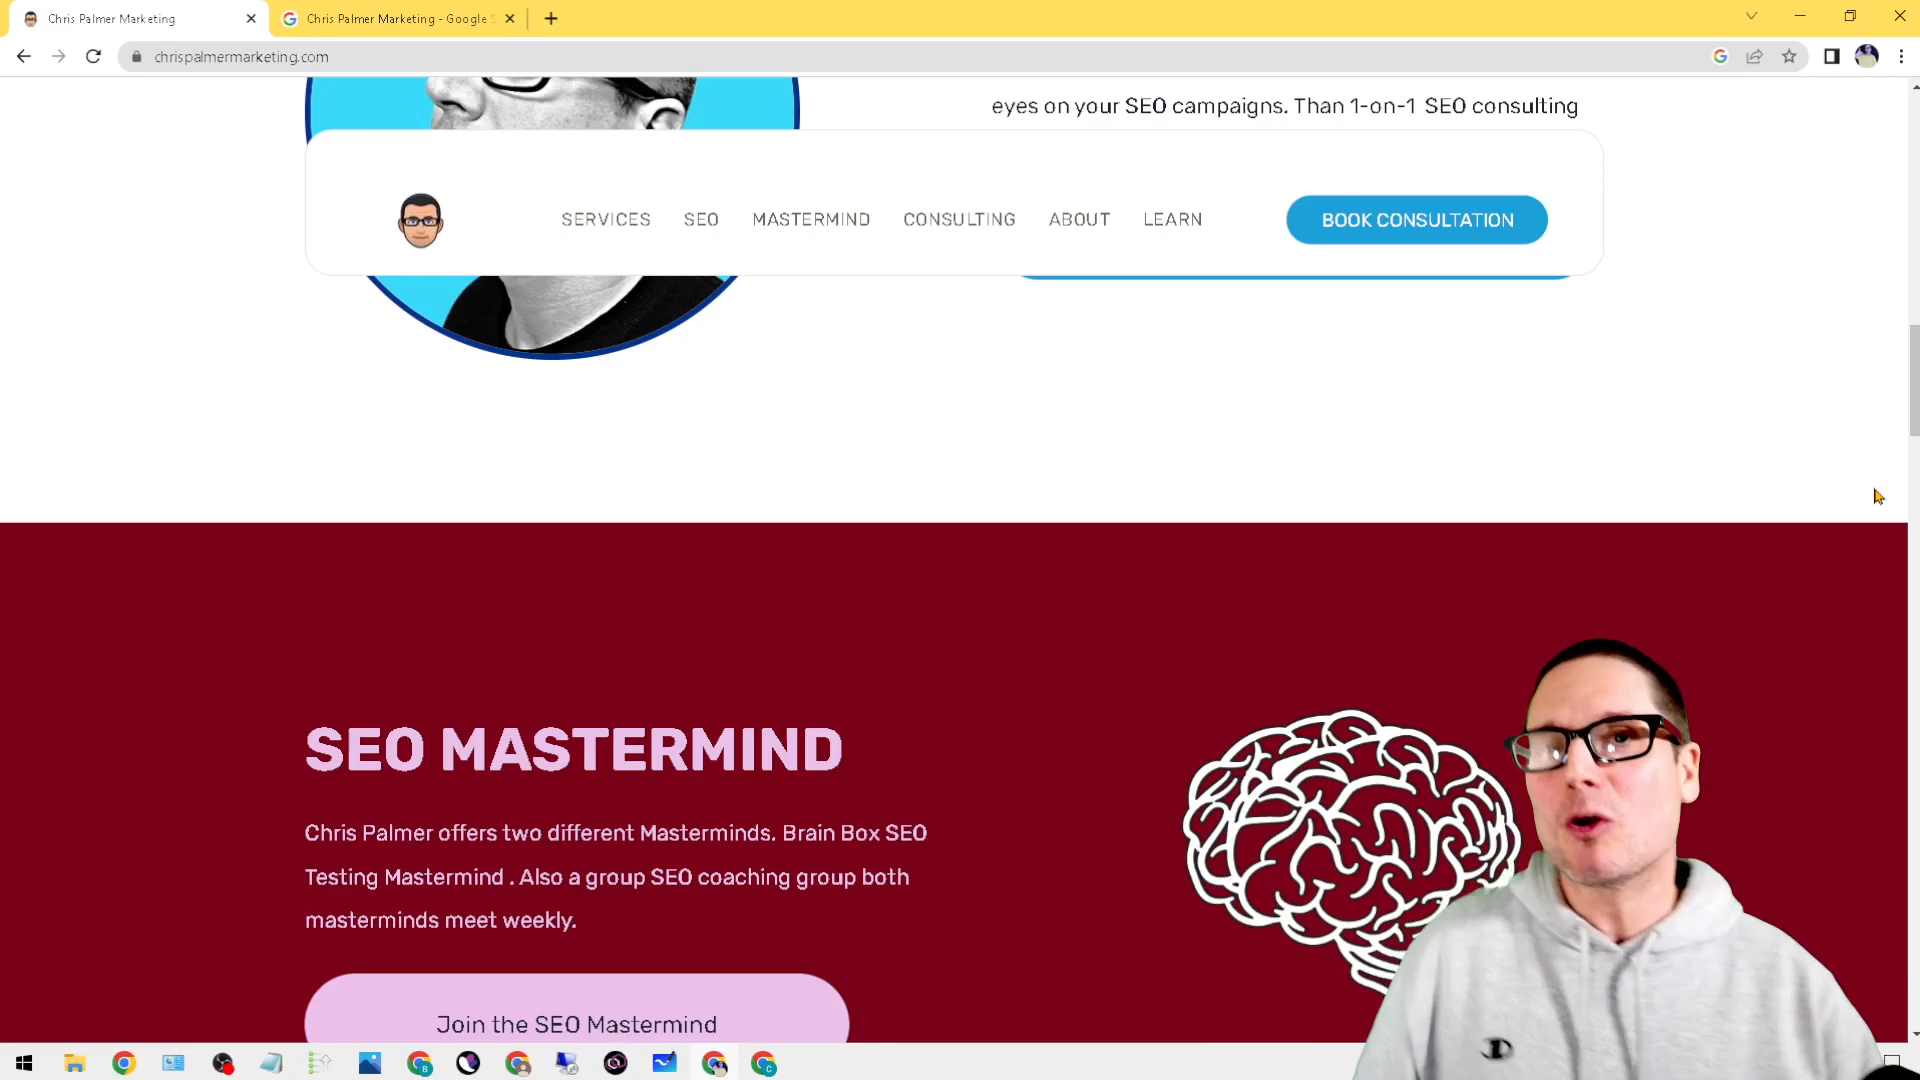 Chris Palmer Marketing
Chris Palmer Marketing - Google S
chrispalmermarketing.com
eyes on your SEO campaigns. Than 1-on-1 SEO consulting
SERVICES SEO MASTERMIND CONSULTING ABOUT LEARN BOOK CONSULTATION
SEO MASTERMIND
Chris Palmer offers two different Masterminds. Brain Box SEO
Testing Mastermind . Also a group SEO coaching group both
masterminds meet weekly.
Join the SEO Mastermind